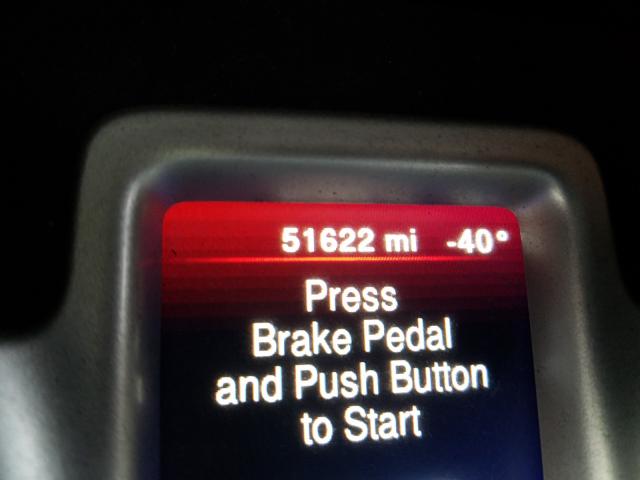 51622 mi -40°
Press
Brake Pedal
and Push Button
to Start